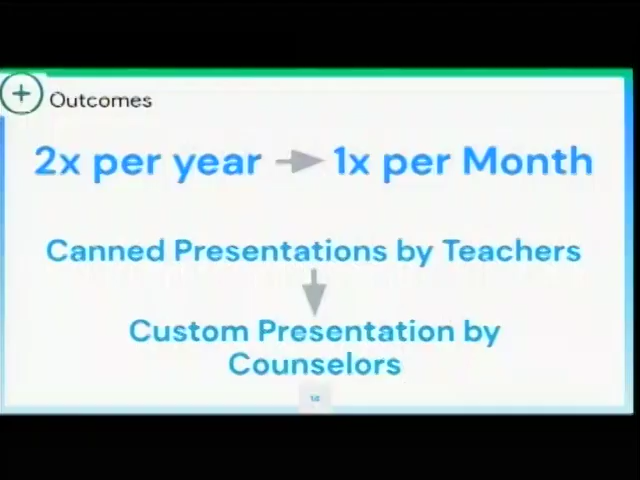 Outcomes
2x per year 1x per Month
Canned Presentations by Teachers
Custom Presentation by
Counselors